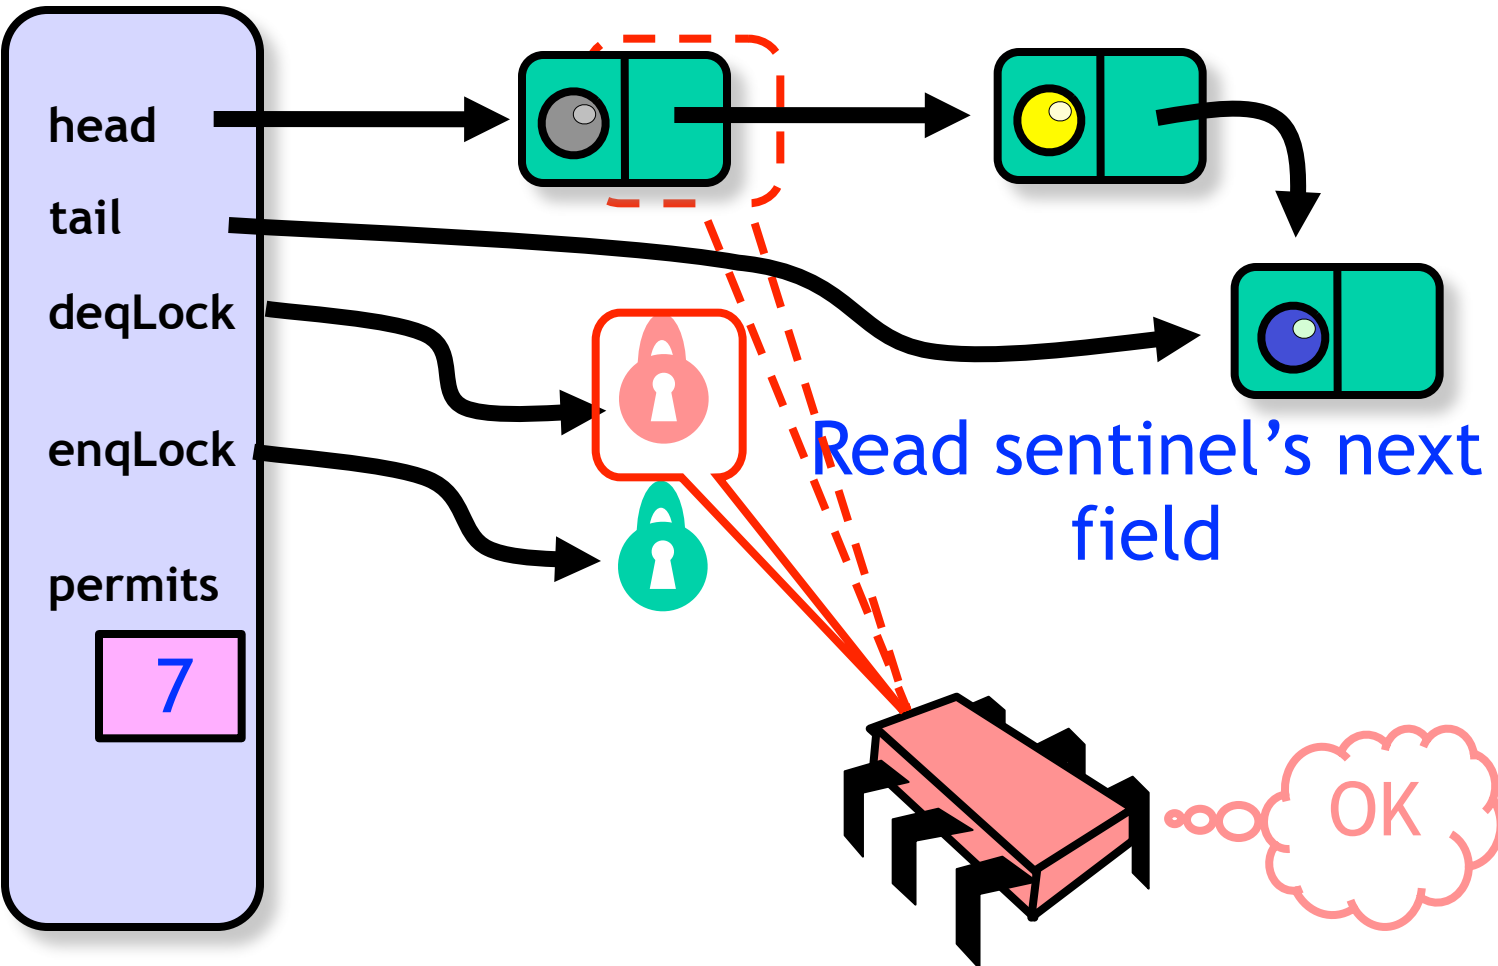 head
tail
deqLock
enqLock
permits
7
Read sentinel’s next
field
OK